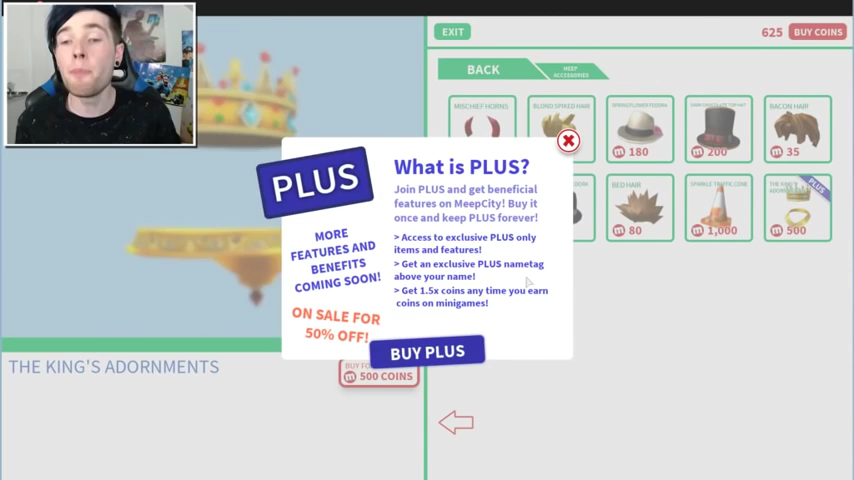 EXIT
625
BUY COINS
BACK
MEEP
ACCESSORIES
MISCHIEF HORNS
BLOND SPIKED HAIR
180
200
BACON HAIR
35
PLUS
What is PLUS?
Join PLUS and get beneficial
features on MeepCity! Buy it
once and keep PLUS forever!
> Access to exclusive PLUS only
items and features!
> Get an exclusive PLUS nametag
above your name!
> Get 1.5x coins any time you earn
coins on minigames!
MORE
FEATURES AND
BENEFITS
COMING SOON!
ON SALE FOR
50% OFF!
BUY PLUS
RED HAIR
80
SPARKLE TRAFFIC CONE
1,000
PLUS
THE KING'S
500
THE KING'S ADORNMENTS
BUY FO
500 COINS